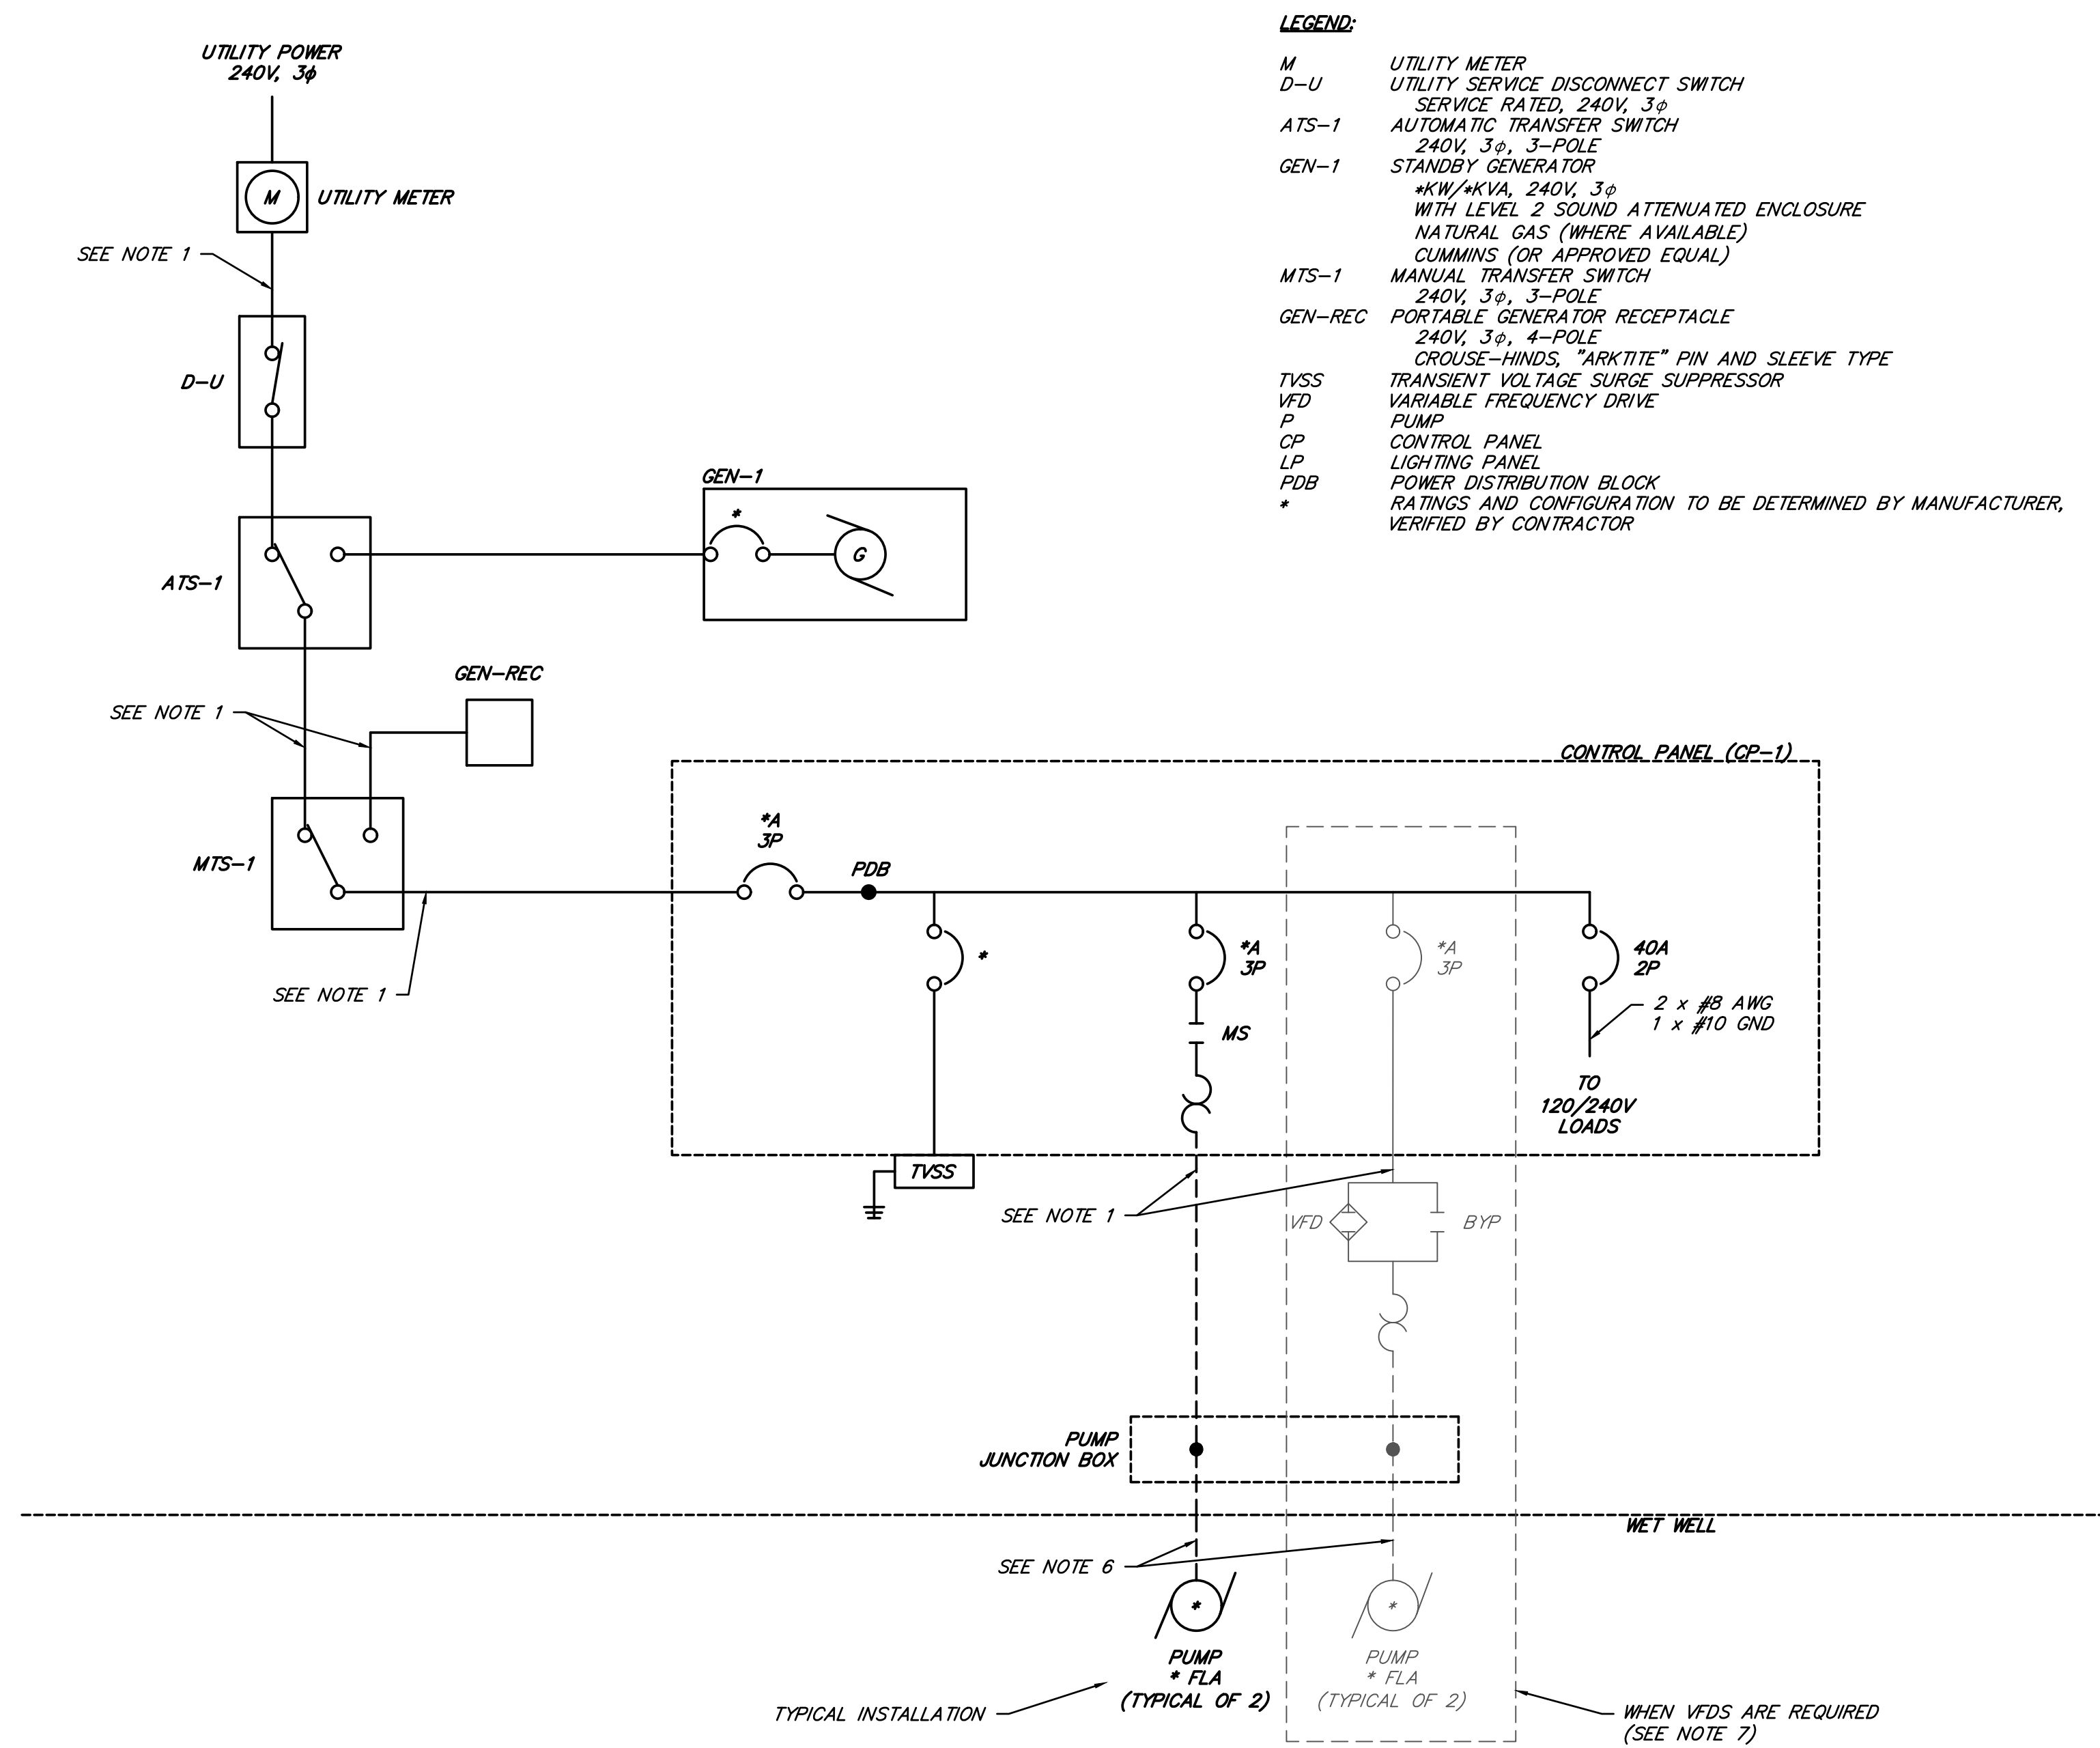 LEGEND:
M UTILITY METER
D-U UTILITY SERVICE DISCONNECT SWITCH
SERVICE RATED, 240V, 3ϕ
ATS-1 AUTOMATIC TRANSFER SWITCH
240V, 3ϕ, 3-POLE
GEN-1 STANDBY GENERATOR
*KW/*KVA, 240V, 3ϕ
WITH LEVEL 2 SOUND ATTENUATED ENCLOSURE
NATURAL GAS (WHERE AVAILABLE)
CUMMINS (OR APPROVED EQUAL)
MTS-1 MANUAL TRANSFER SWITCH
240V, 3ϕ, 3-POLE
GEN-REC PORTABLE GENERATOR RECEPTACLE
240V, 3ϕ, 4-POLE
CROUSE-HINDS, "ARKTITE" PIN AND SLEEVE TYPE
TVSS TRANSIENT VOLTAGE SURGE SUPPRESSOR
VFD VARIABLE FREQUENCY DRIVE
P PUMP
CP CONTROL PANEL
LP LIGHTING PANEL
PDB POWER DISTRIBUTION BLOCK
* RATINGS AND CONFIGURATION TO BE DETERMINED BY MANUFACTURER,
VERIFIED BY CONTRACTOR
UTILITY POWER
240V, 3ϕ
M
UTILITY METER
SEE NOTE 1
D-U
GEN-1
*
G
ATS-1
GEN-REC
SEE NOTE 1
CONTROL PANEL (CP-1)
MTS-1
*A
3P
PDB
SEE NOTE 1
*
*A
3P
*A
3P
40A
2P
2 x #8 AWG
1 x #10 GND
MS
TO
120/240V
LOADS
TVSS
SEE NOTE 1
VFD
BYP
PUMP
JUNCTION BOX
WET WELL
SEE NOTE 6
*
*
PUMP
* FLA
(TYPICAL OF 2)
PUMP
* FLA
(TYPICAL OF 2)
TYPICAL INSTALLATION
WHEN VFDS ARE REQUIRED
(SEE NOTE 7)